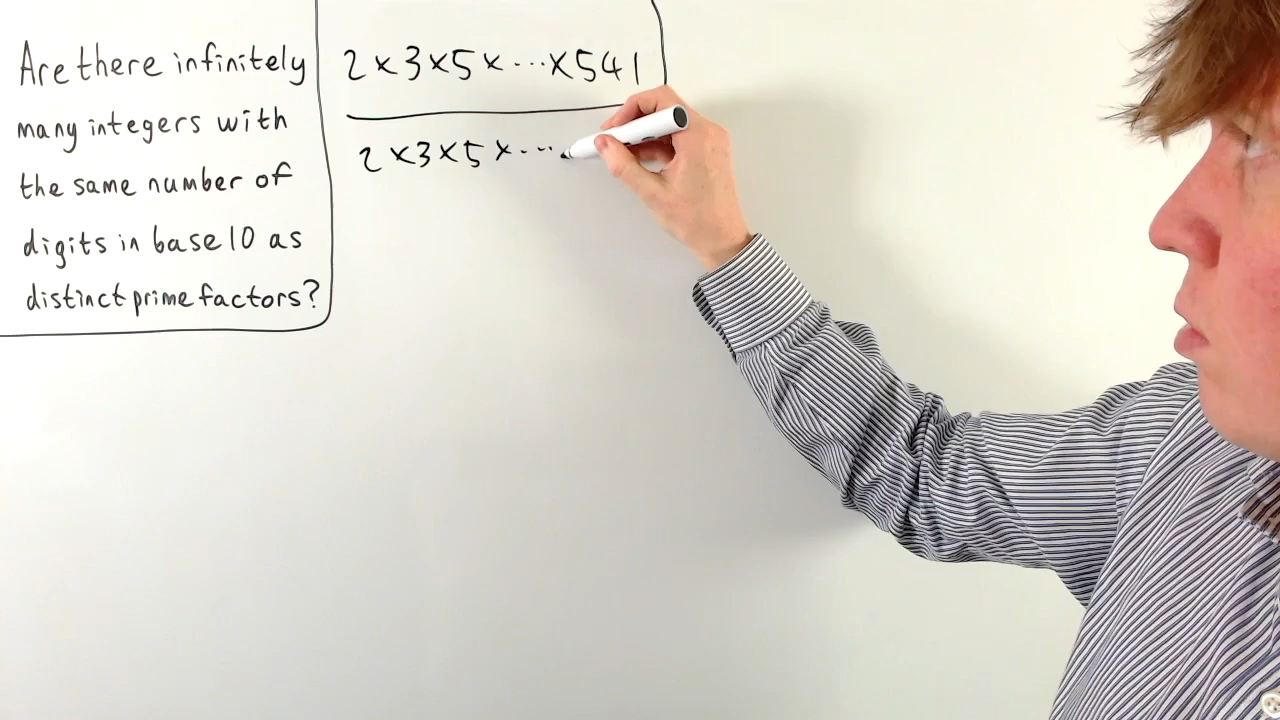 Are there infinitely
many integers with
the same number of
digits in base 10 as
distinct prime factors?
2 × 3 × 5 × ... × 541
2 × 3 × 5 × ...